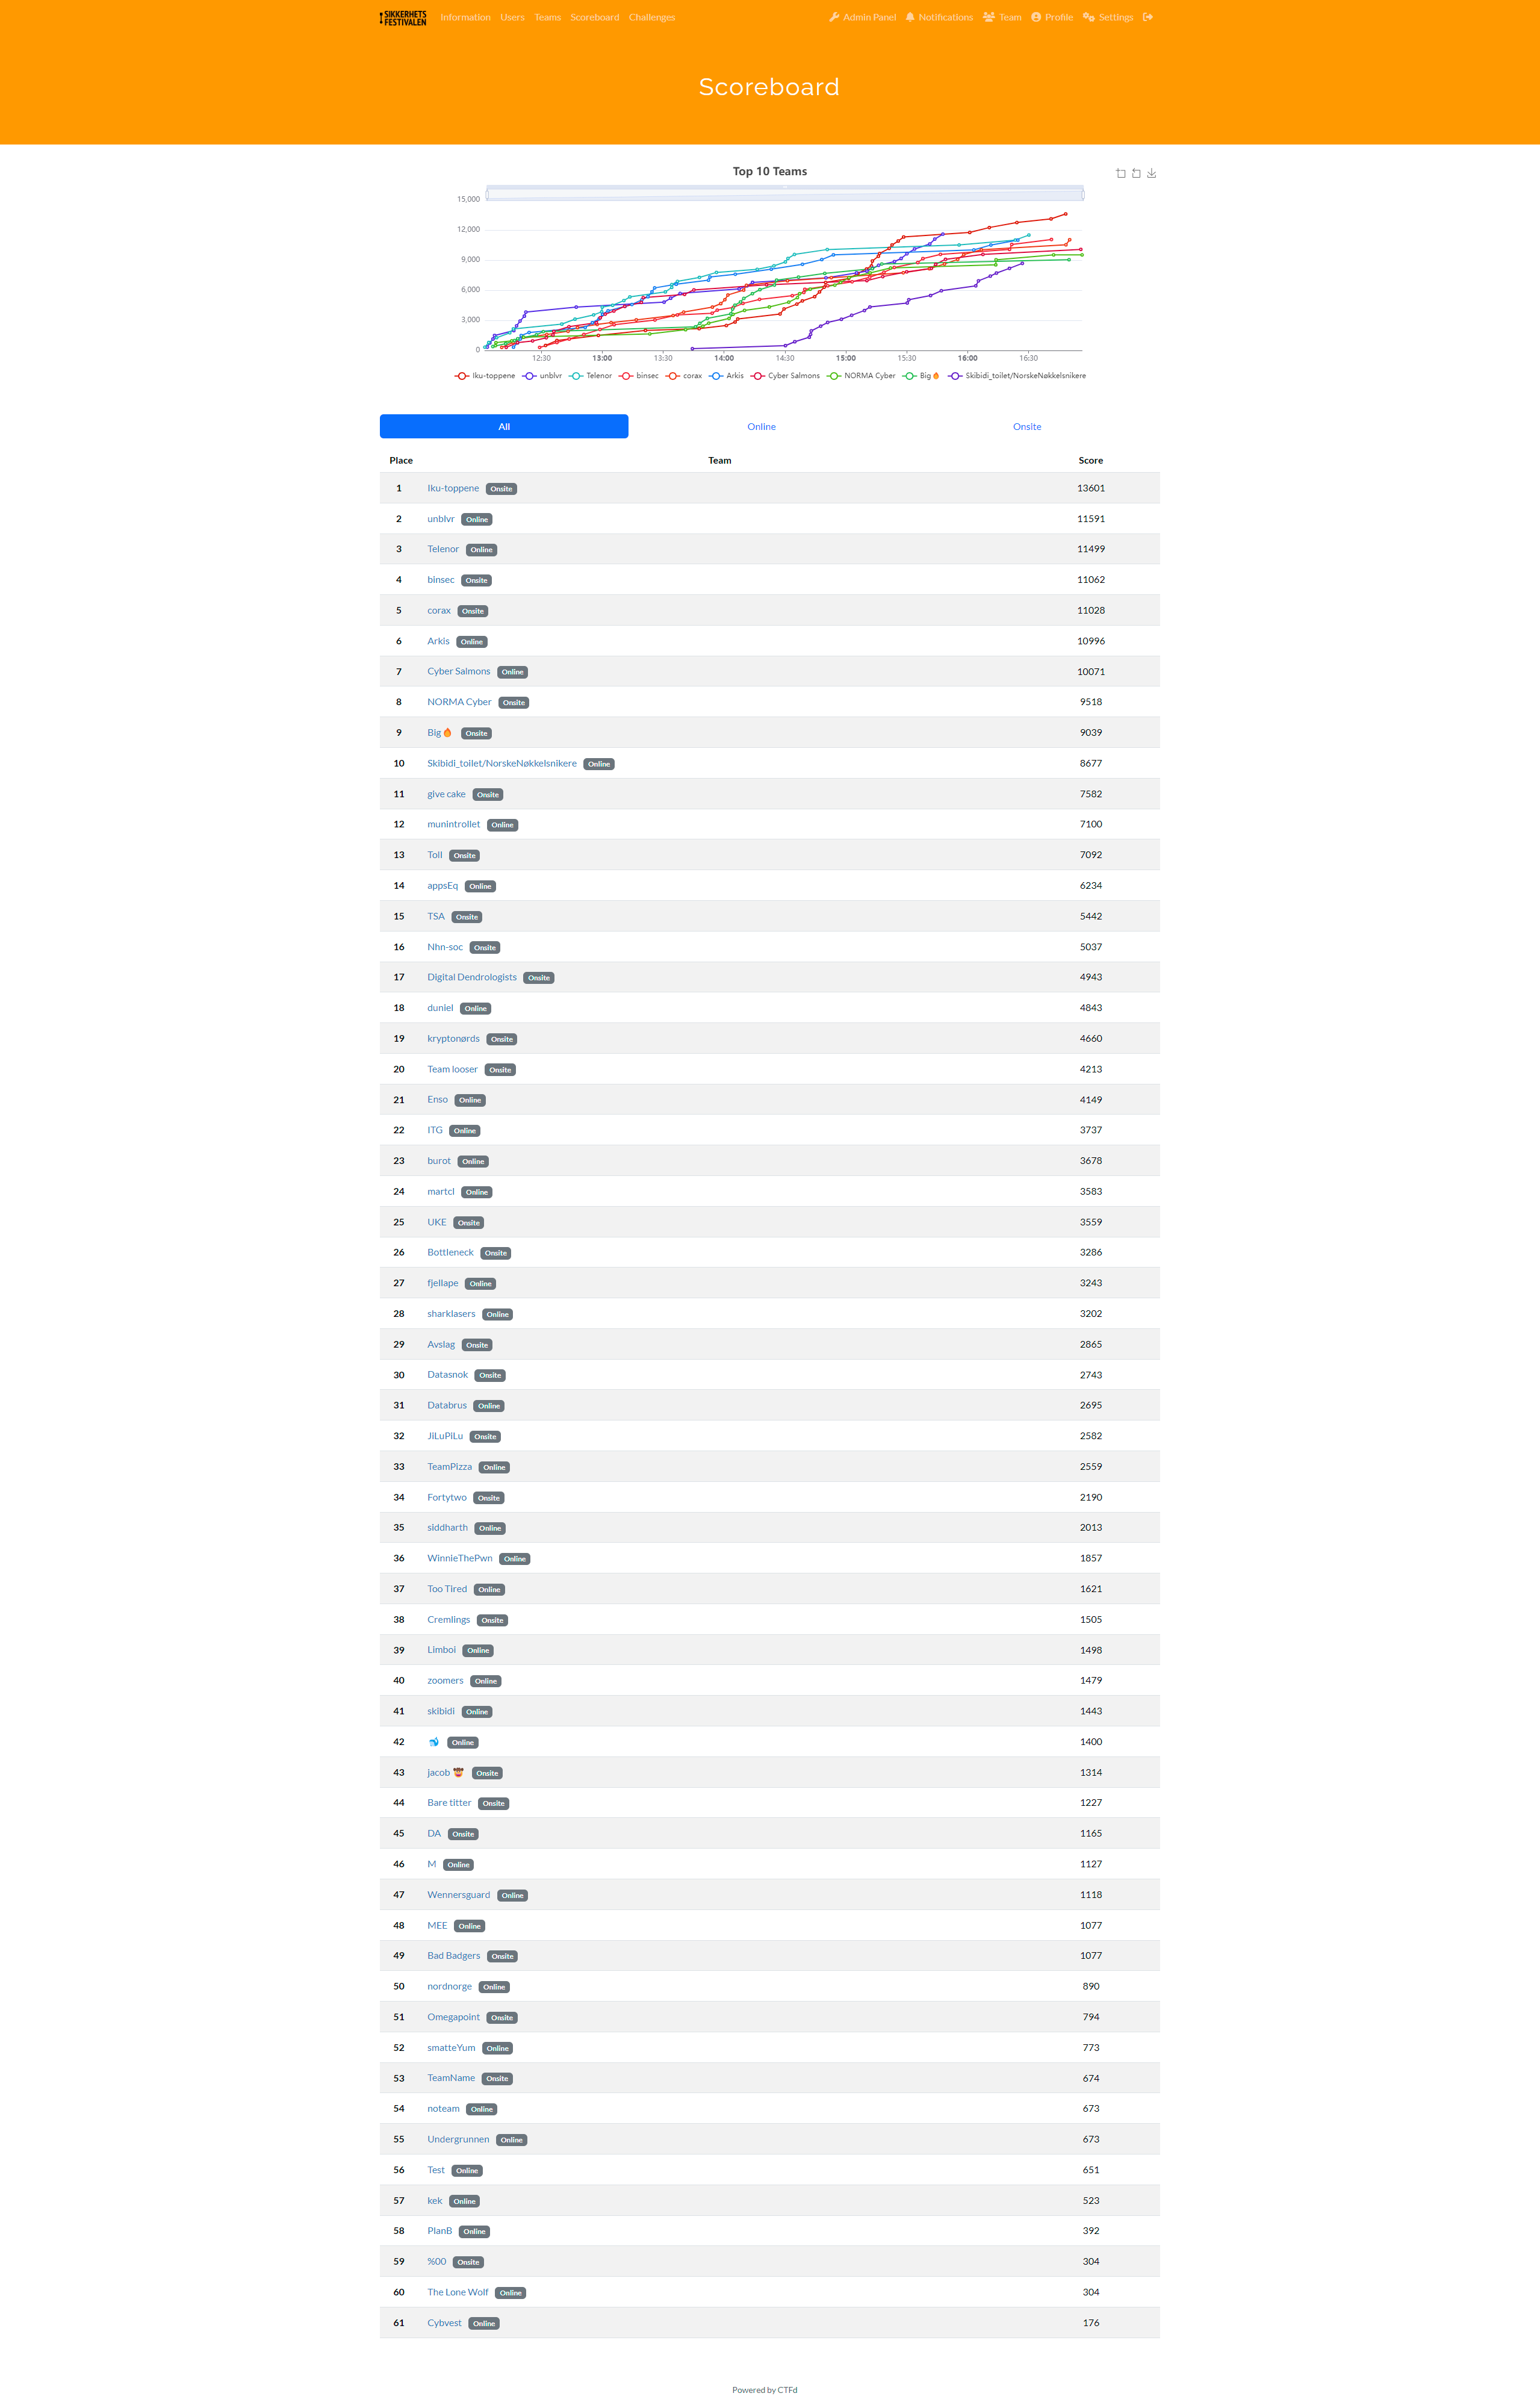 SIKKERHETS
FESTIVALEN
Information Users Teams Scoreboard Challenges Admin Panel Notifications Team Profile Settings
Scoreboard
Top 10 Teams
15,000
12,000
9,000
6,000
3,000
0
12:30 13:00 13:30 14:00 14:30 15:00 15:30 16:00 16:30
Iku-toppene unblvr Telenor binsec corax Arkis Cyber Salmons NORMA Cyber Big🔥 Skibidi_toilet/NorskeNøkkelsnikere
All Online Onsite
Place Team Score
1 Iku-toppene Onsite 13601
2 unblvr Online 11591
3 Telenor Online 11499
4 binsec Onsite 11062
5 corax Onsite 11028
6 Arkis Online 10996
7 Cyber Salmons Online 10071
8 NORMA Cyber Onsite 9518
9 Big🔥 Onsite 9039
10 Skibidi_toilet/NorskeNøkkelsnikere Online 8677
11 give cake Onsite 7582
12 munintrollet Online 7100
13 Toll Onsite 7092
14 appsEq Online 6234
15 TSA Onsite 5442
16 Nhn-soc Onsite 5037
17 Digital Dendrologists Onsite 4943
18 duniel Online 4843
19 kryptonørds Onsite 4660
20 Team looser Onsite 4213
21 Enso Online 4149
22 ITG Online 3737
23 burot Online 3678
24 martcl Online 3583
25 UKE Onsite 3559
26 Bottleneck Onsite 3286
27 fjellape Online 3243
28 sharklasers Online 3202
29 Avslag Onsite 2865
30 Datasnok Onsite 2743
31 Databrus Online 2695
32 JiLuPiLu Onsite 2582
33 TeamPizza Online 2559
34 Fortytwo Onsite 2190
35 siddharth Online 2013
36 WinnieThePwn Online 1857
37 Too Tired Online 1621
38 Cremlings Onsite 1505
39 Limboi Online 1498
40 zoomers Online 1479
41 skibidi Online 1443
42 🐳 Online 1400
43 jacob 🤠 Onsite 1314
44 Bare titter Onsite 1227
45 DA Onsite 1165
46 M Online 1127
47 Wennersguard Online 1118
48 MEE Online 1077
49 Bad Badgers Onsite 1077
50 nordnorge Online 890
51 Omegapoint Onsite 794
52 smatteYum Online 773
53 TeamName Onsite 674
54 noteam Online 673
55 Undergrunnen Online 673
56 Test Online 651
57 kek Online 523
58 PlanB Online 392
59 %00 Onsite 304
60 The Lone Wolf Online 304
61 Cybvest Online 176
Powered by CTFd